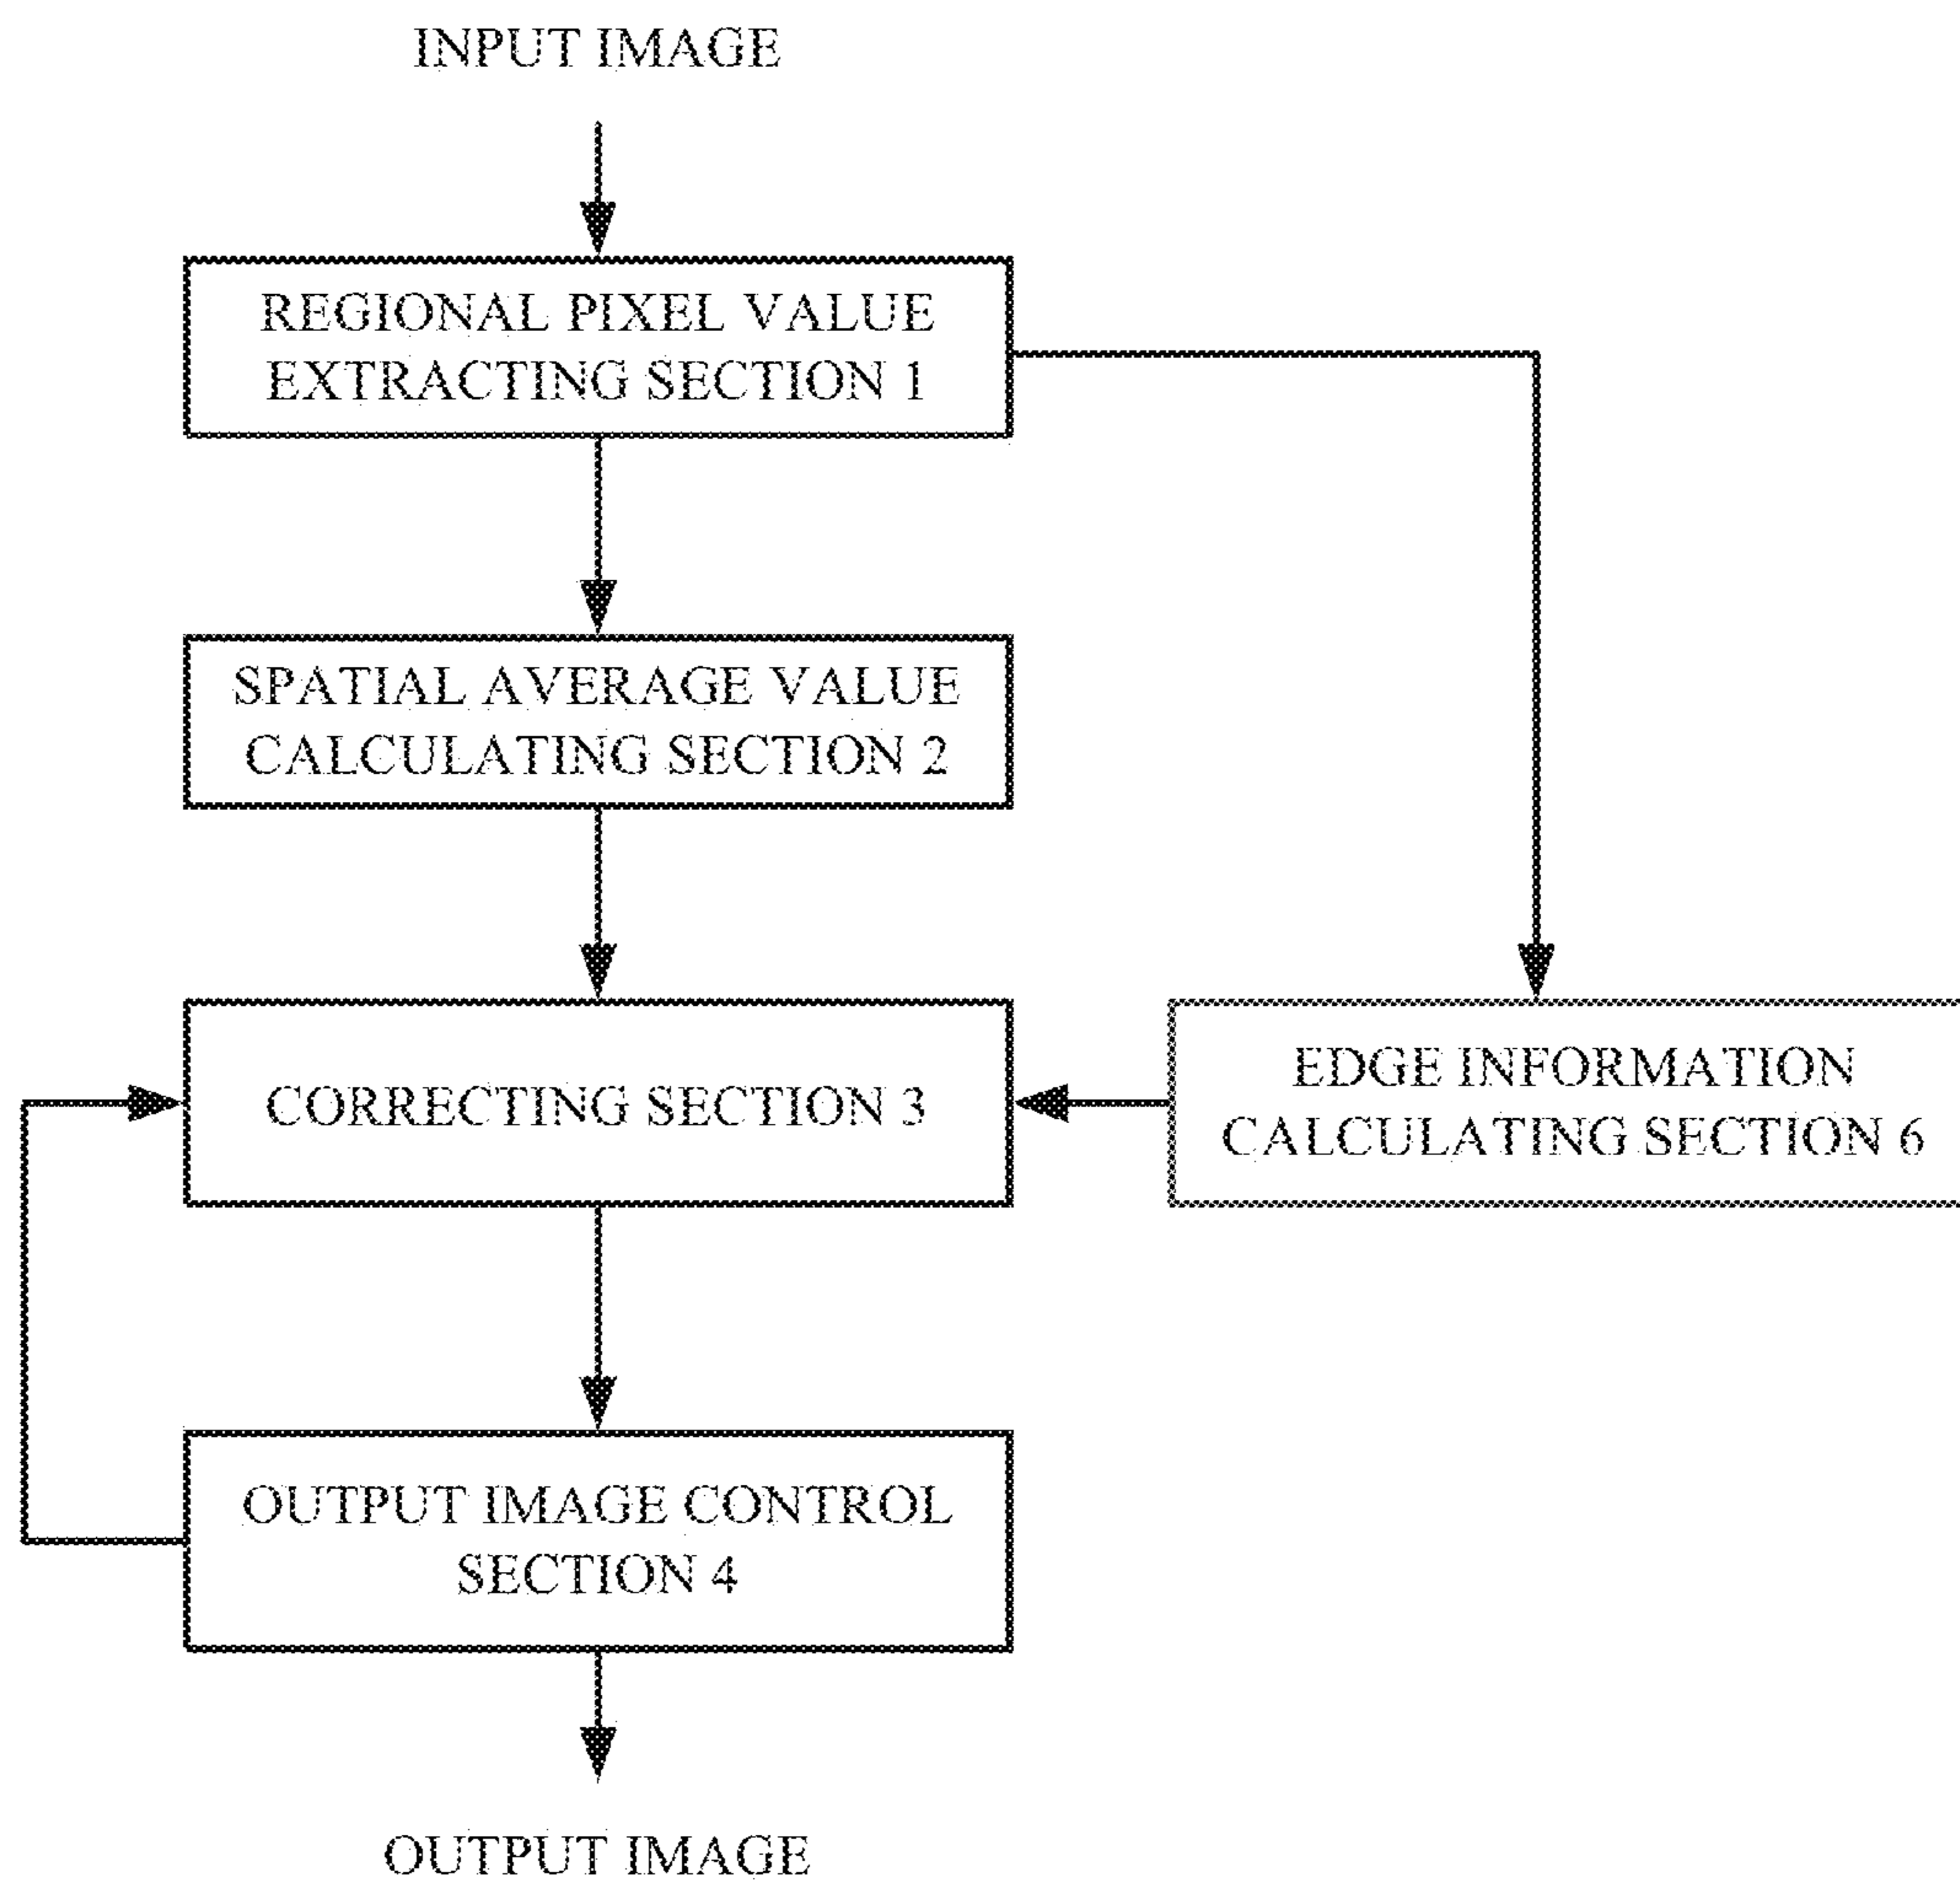 INPUT IMAGE
REGIONAL PIXEL VALUE
EXTRACTING SECTION 1
SPATIAL AVERAGE VALUE
CALCULATING SECTION 2
CORRECTING SECTION 3
EDGE INFORMATION
CALCULATING SECTION 6
OUTPUT IMAGE CONTROL
SECTION 4
OUTPUT IMAGE